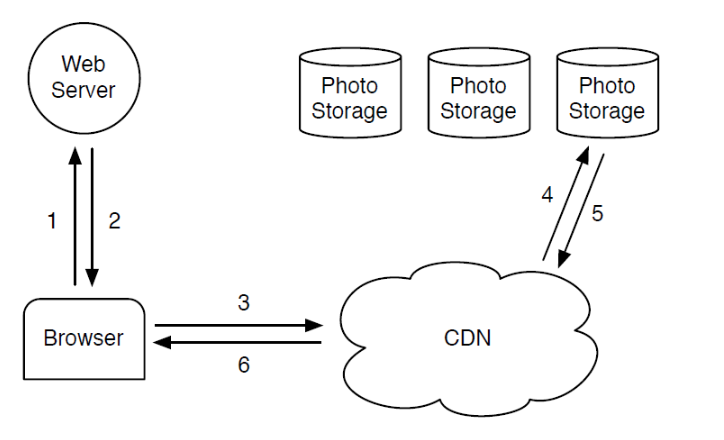 Web
Server
Photo
Storage
Photo
Storage
Photo
Storage
1
2
4
5
3
Browser
CDN
6